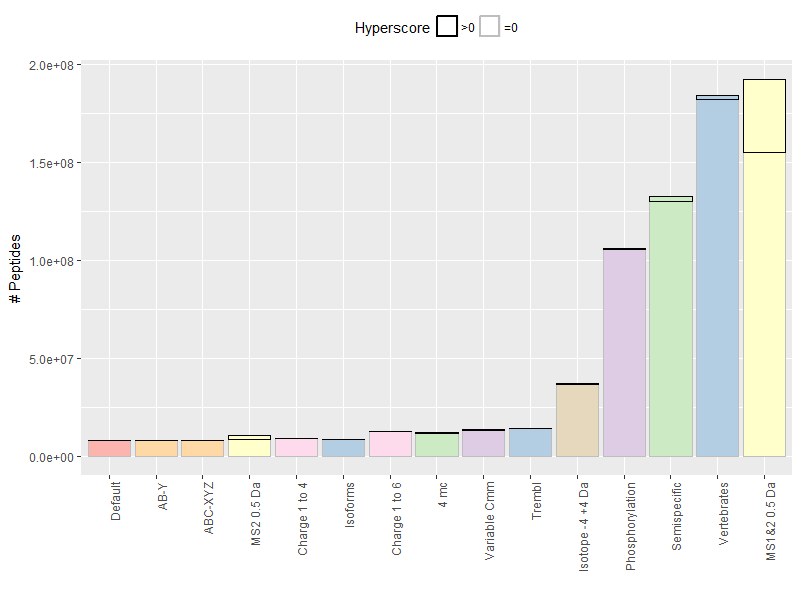 Hyperscore >0 =0
# Peptides
2.0e+08
1.5e+08
1.0e+08
5.0e+07
0.0e+00
Default
AB-Y
ABC-XYZ
MS2 0.5 Da
Charge 1 to 4
Isoforms
Charge 1 to 6
4 mc
Variable Cmm
Trembl
Isotope -4 +4 Da
Phosphorylation
Semispecific
Vertebrates
MS1&2 0.5 Da